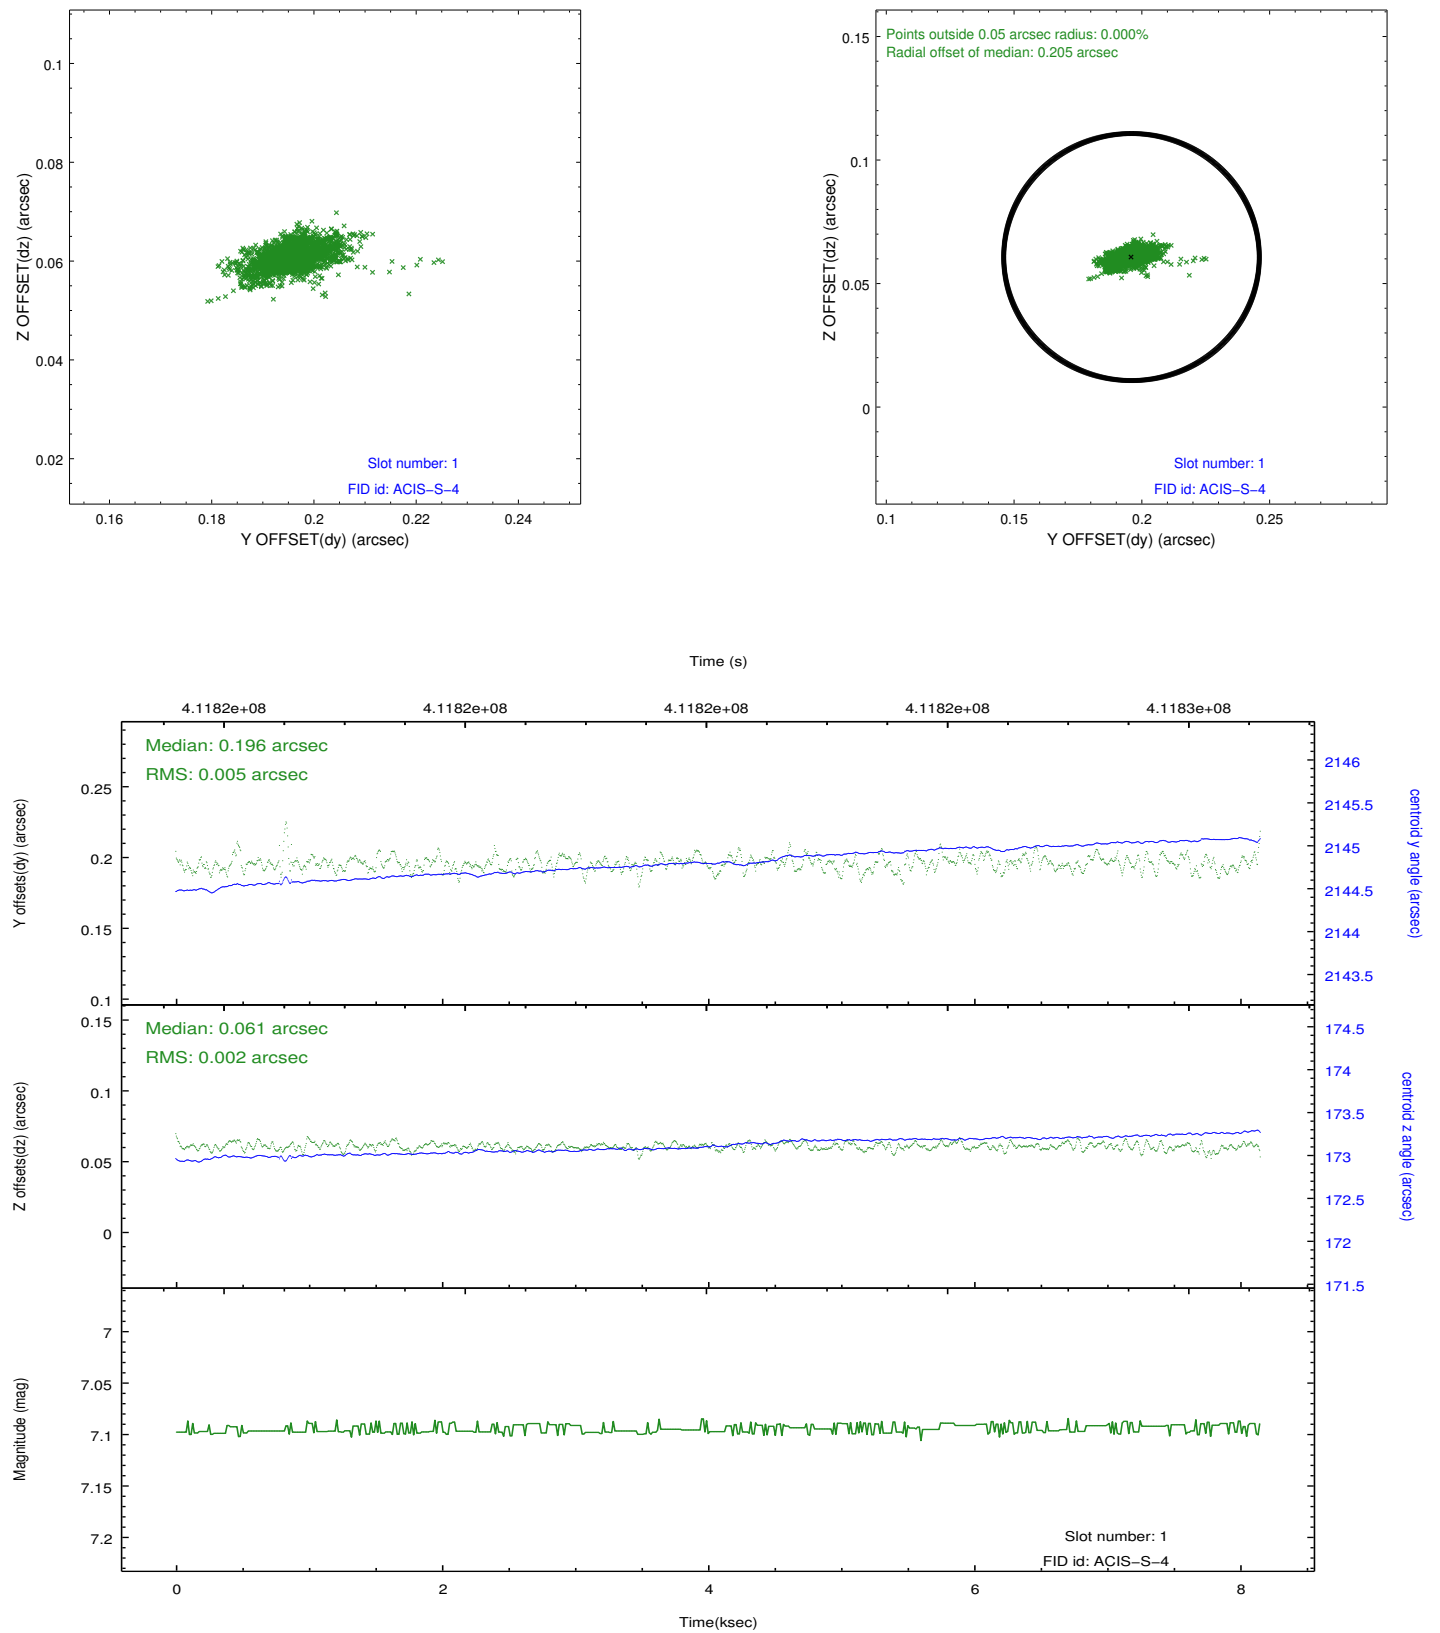 0.1
0.08
0.06
0.04
0.02
Z OFFSET(dz) (arcsec)
Slot number: 1
FID id: ACIS−S−4
0.16 0.18 0.2 0.22 0.24
Y OFFSET(dy) (arcsec)
Points outside 0.05 arcsec radius: 0.000%
Radial offset of median: 0.205 arcsec
0.15
0.1
0.05
0
Z OFFSET(dz) (arcsec)
Slot number: 1
FID id: ACIS−S−4
0.1 0.15 0.2 0.25
Y OFFSET(dy) (arcsec)
Time (s)
4.1182e+08 4.1182e+08 4.1182e+08 4.1182e+08 4.1183e+08
Median: 0.196 arcsec
RMS: 0.005 arcsec
0.25
0.2
0.15
0.1
Y offsets(dy) (arcsec)
2146
2145.5
2145
2144.5
2144
2143.5
centroid y angle (arcsec)
Median: 0.061 arcsec
RMS: 0.002 arcsec
0.15
0.1
0.05
0
Z offsets(dz) (arcsec)
174.5
174
173.5
173
172.5
172
171.5
centroid z angle (arcsec)
7
7.05
7.1
7.15
7.2
Magnitude (mag)
Slot number: 1
FID id: ACIS−S−4
0 2 4 6 8
Time(ksec)